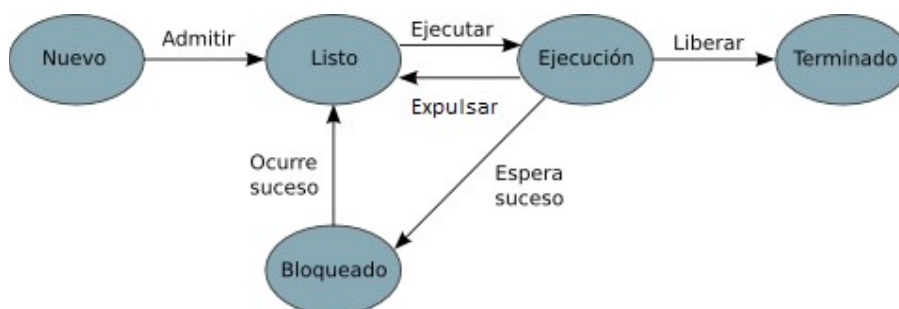 Admitir
Ejecutar
Liberar
Nuevo
Listo
Ejecución
Terminado
Expulsar
Ocurre
suceso
Espera
suceso
Bloqueado